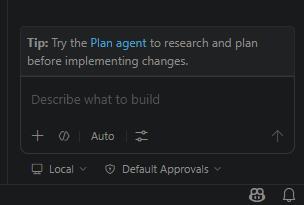 Tip: Try the Plan agent to research and plan
before implementing changes.
Describe what to build
Auto
Local
Default Approvals